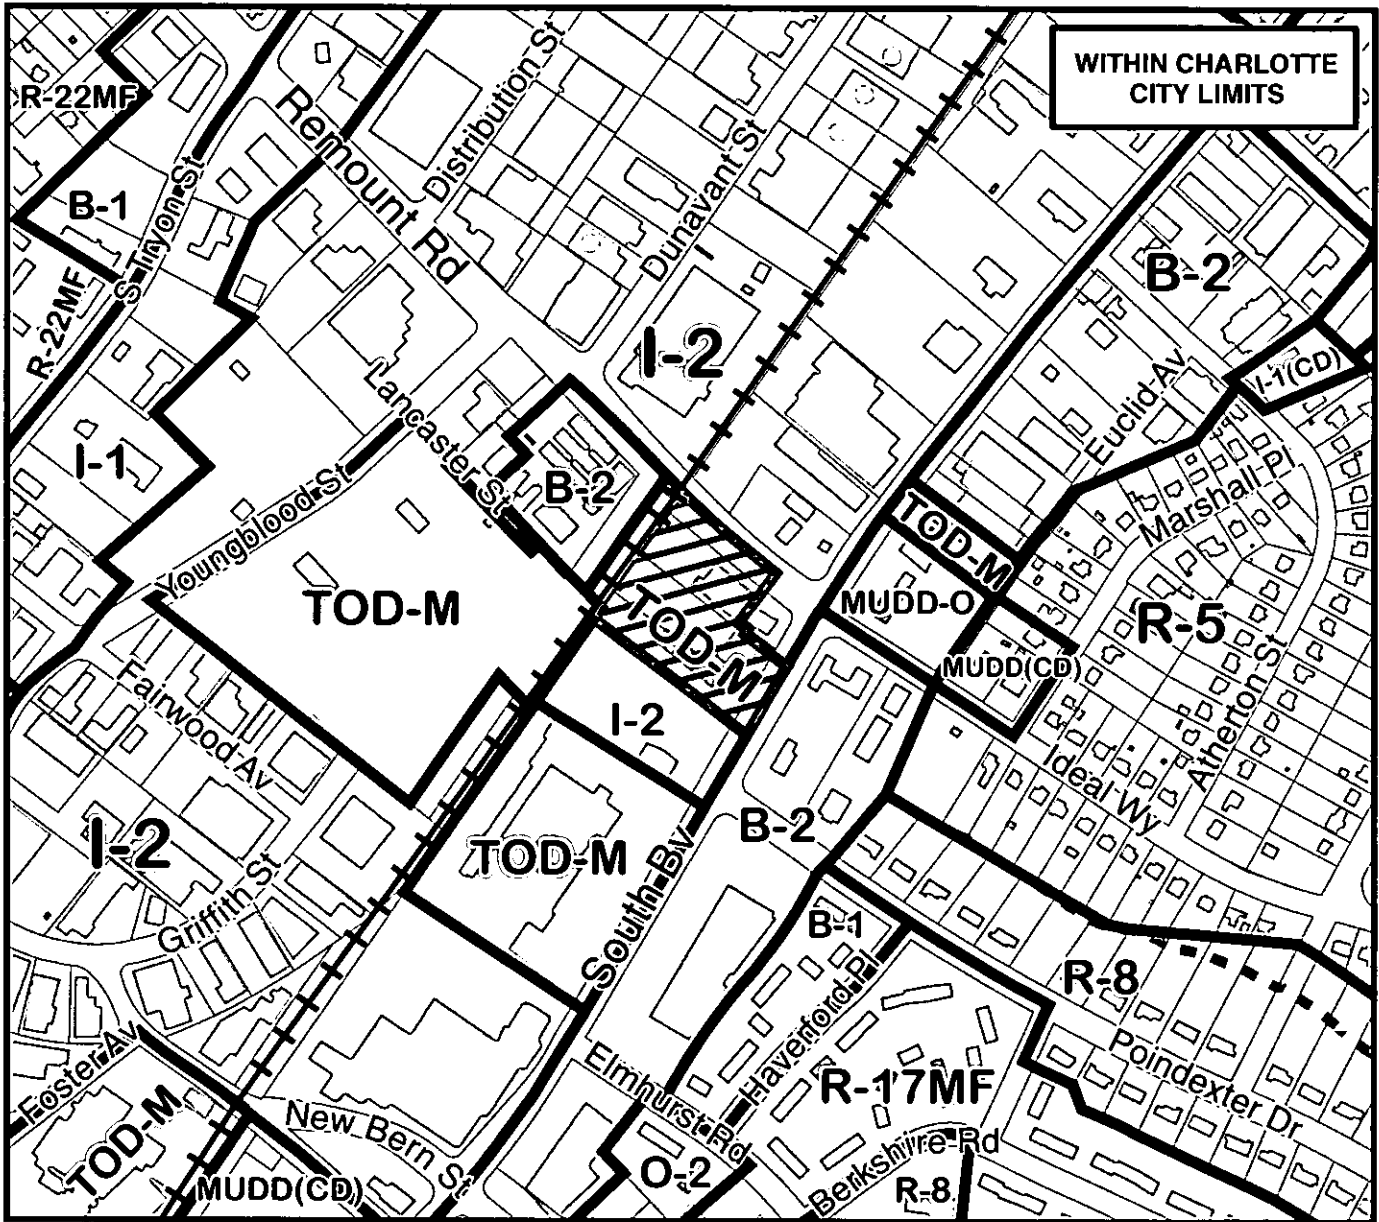 WITHIN CHARLOTTE
CITY LIMITS
R-22MF
Remount Rd
Distribution St
Dunavant St
B-1
S Tryon St
R-22MF
B-2
I-2
I-1(CD)
Euclid Av
Lancaster St
I-1
B-2
Marshall Pl
Youngblood St
TOD-M
TOD-M
TOD-M
MUDD-O
R-5
MUDD(CD)
Atherton St
Fairwood Av
I-2
Ideal Wy
I-2
TOD-M
B-2
South Bv
Griffith St
B-1
R-8
Haverford Pl
Poindexter Dr
Elmhurst Rd
R-17MF
Foster Av
New Bern St
Berkshire Rd
TOD-M
MUDD(CD)
O-2
R-8